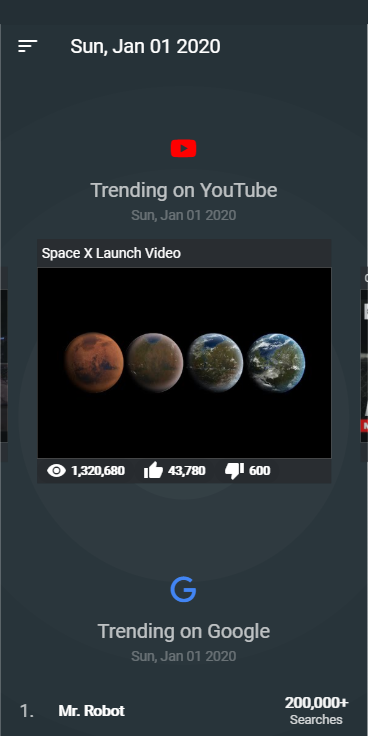 Sun, Jan 01 2020
Trending on YouTube
Sun, Jan 01 2020
Space X Launch Video
1,320,680 43,780 600
Trending on Google
Sun, Jan 01 2020
1. Mr. Robot 200,000+
Searches